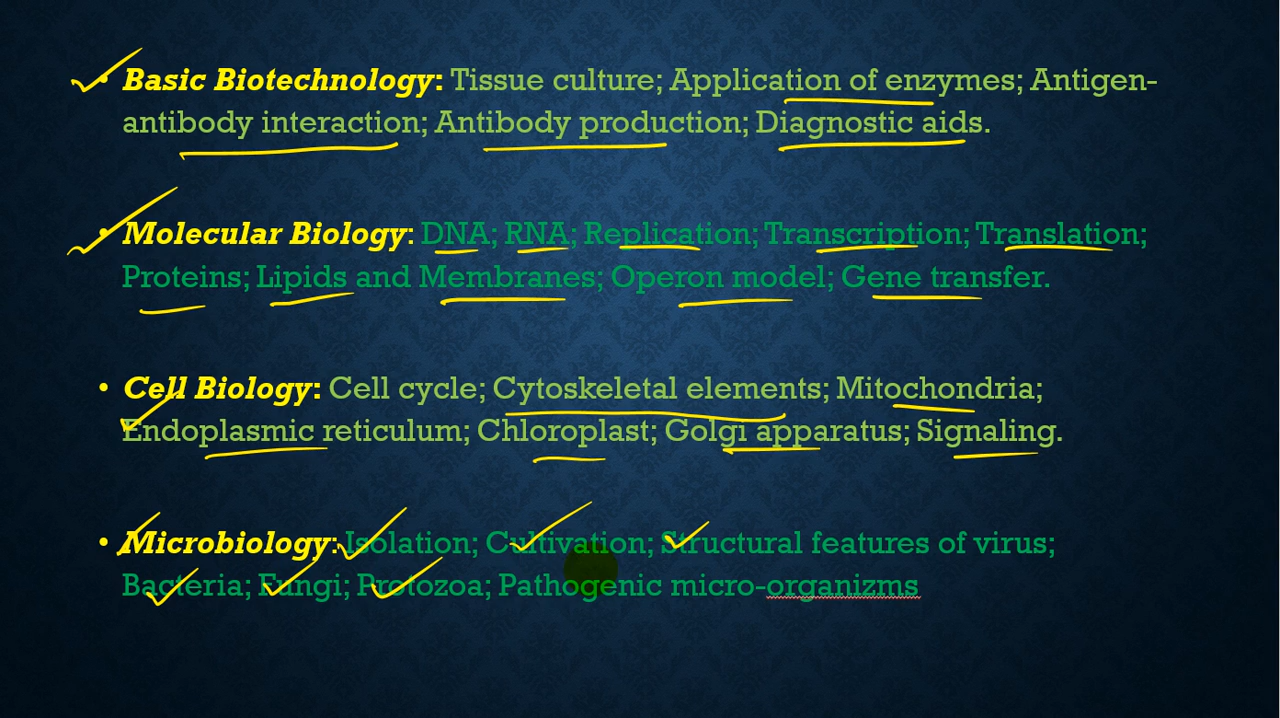 • Basic Biotechnology: Tissue culture; Application of enzymes; Antigen-
antibody interaction; Antibody production; Diagnostic aids.
• Molecular Biology: DNA; RNA; Replication; Transcription; Translation;
Proteins; Lipids and Membranes; Operon model; Gene transfer.
• Cell Biology: Cell cycle; Cytoskeletal elements; Mitochondria;
Endoplasmic reticulum; Chloroplast; Golgi apparatus; Signaling.
• Microbiology: Isolation; Cultivation; Structural features of virus;
Bacteria; Fungi; Protozoa; Pathogenic micro-organizms